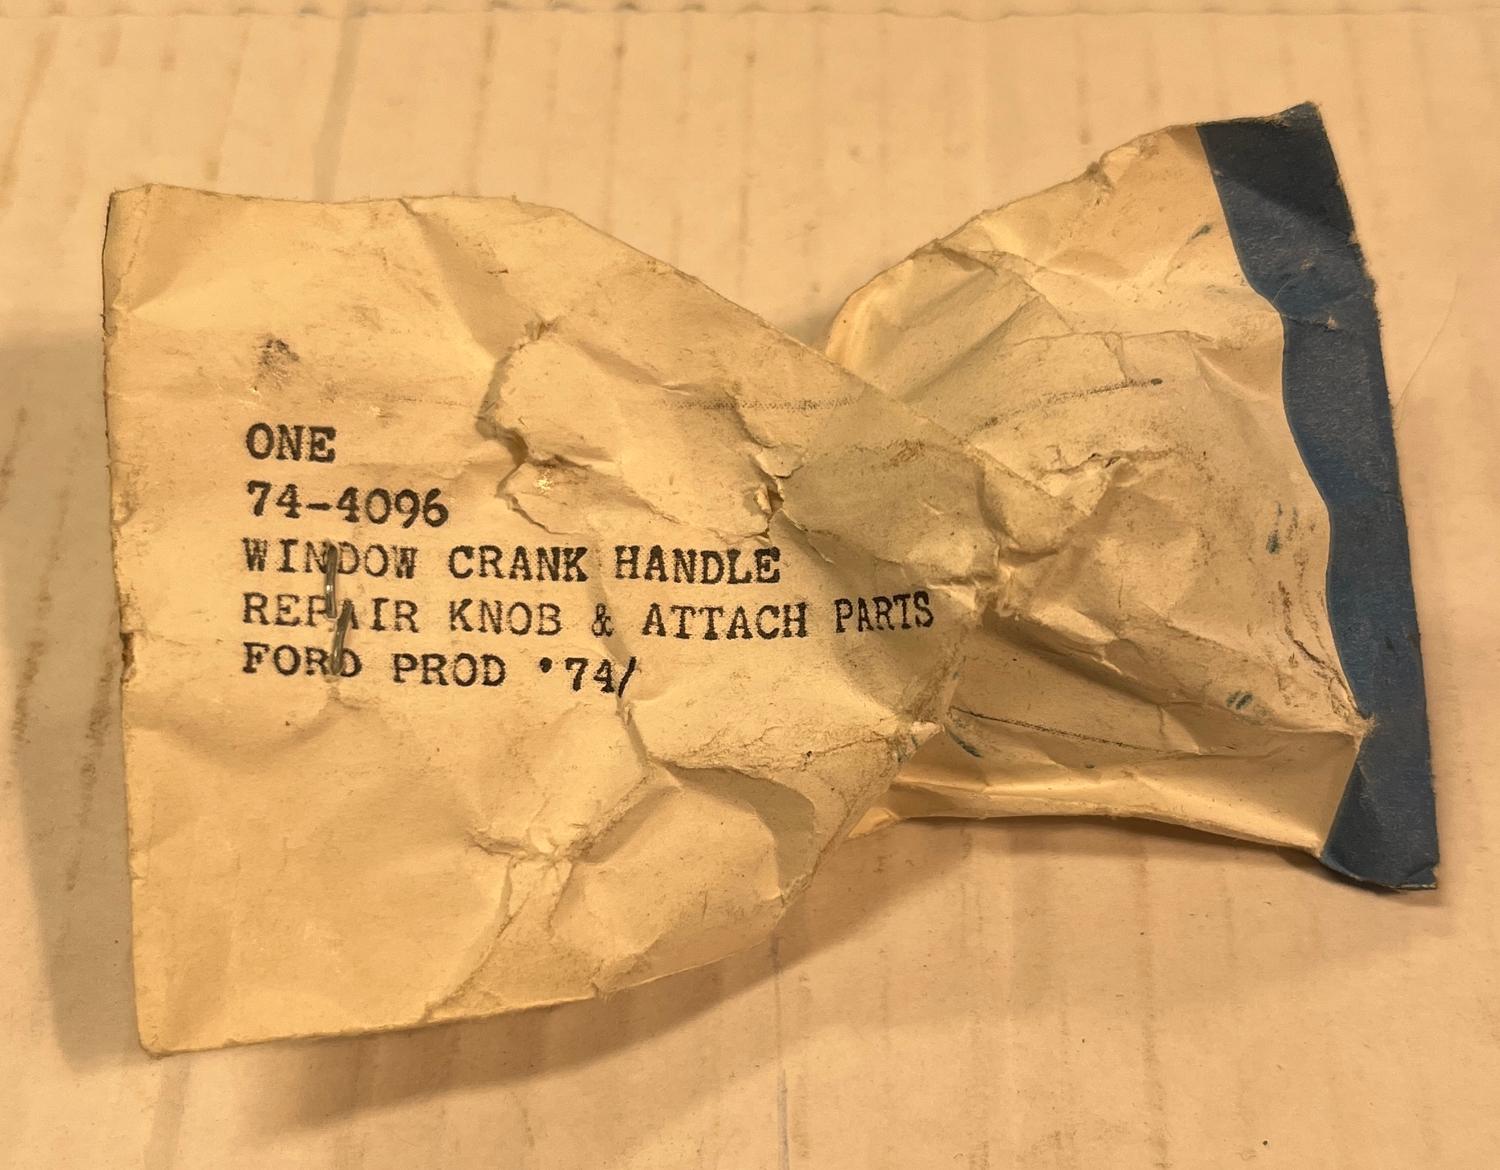 ONE
74-4096
WINDOW CRANK HANDLE
REPAIR KNOB & ATTACH PARTS
FORD PROD '74/